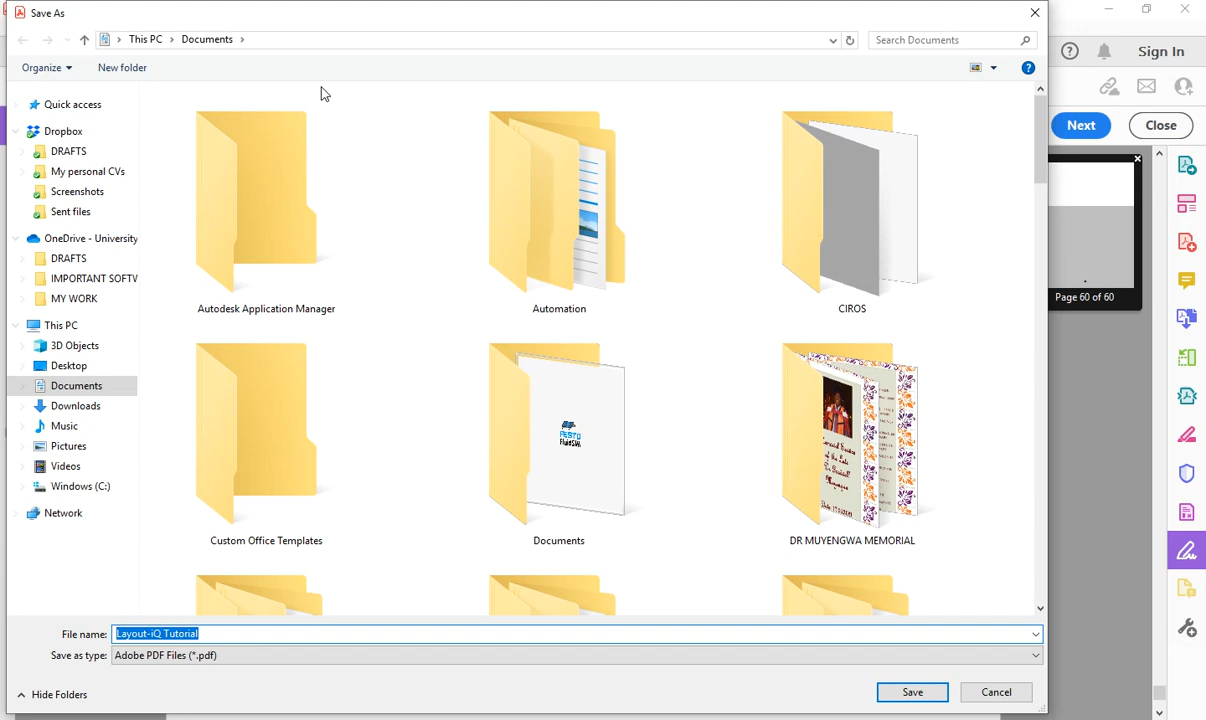 Save As
This PC > Documents >
Search Documents
Sign In
Organize
New folder
Next
Close
Quick access
Dropbox
DRAFTS
My personal CVs
Screenshots
Sent files
OneDrive - University
DRAFTS
IMPORTANT SOFTW
MY WORK
This PC
3D Objects
Desktop
Documents
Downloads
Music
Pictures
Videos
Windows (C:)
Network
Autodesk Application Manager
Automation
CIROS
Page 60 of 60
FESTO
FluidSIM
Custom Office Templates
Documents
DR MUYENGWA MEMORIAL
File name: Layout-iQ Tutorial
Save as type: Adobe PDF Files (*.pdf)
Hide Folders
Save
Cancel